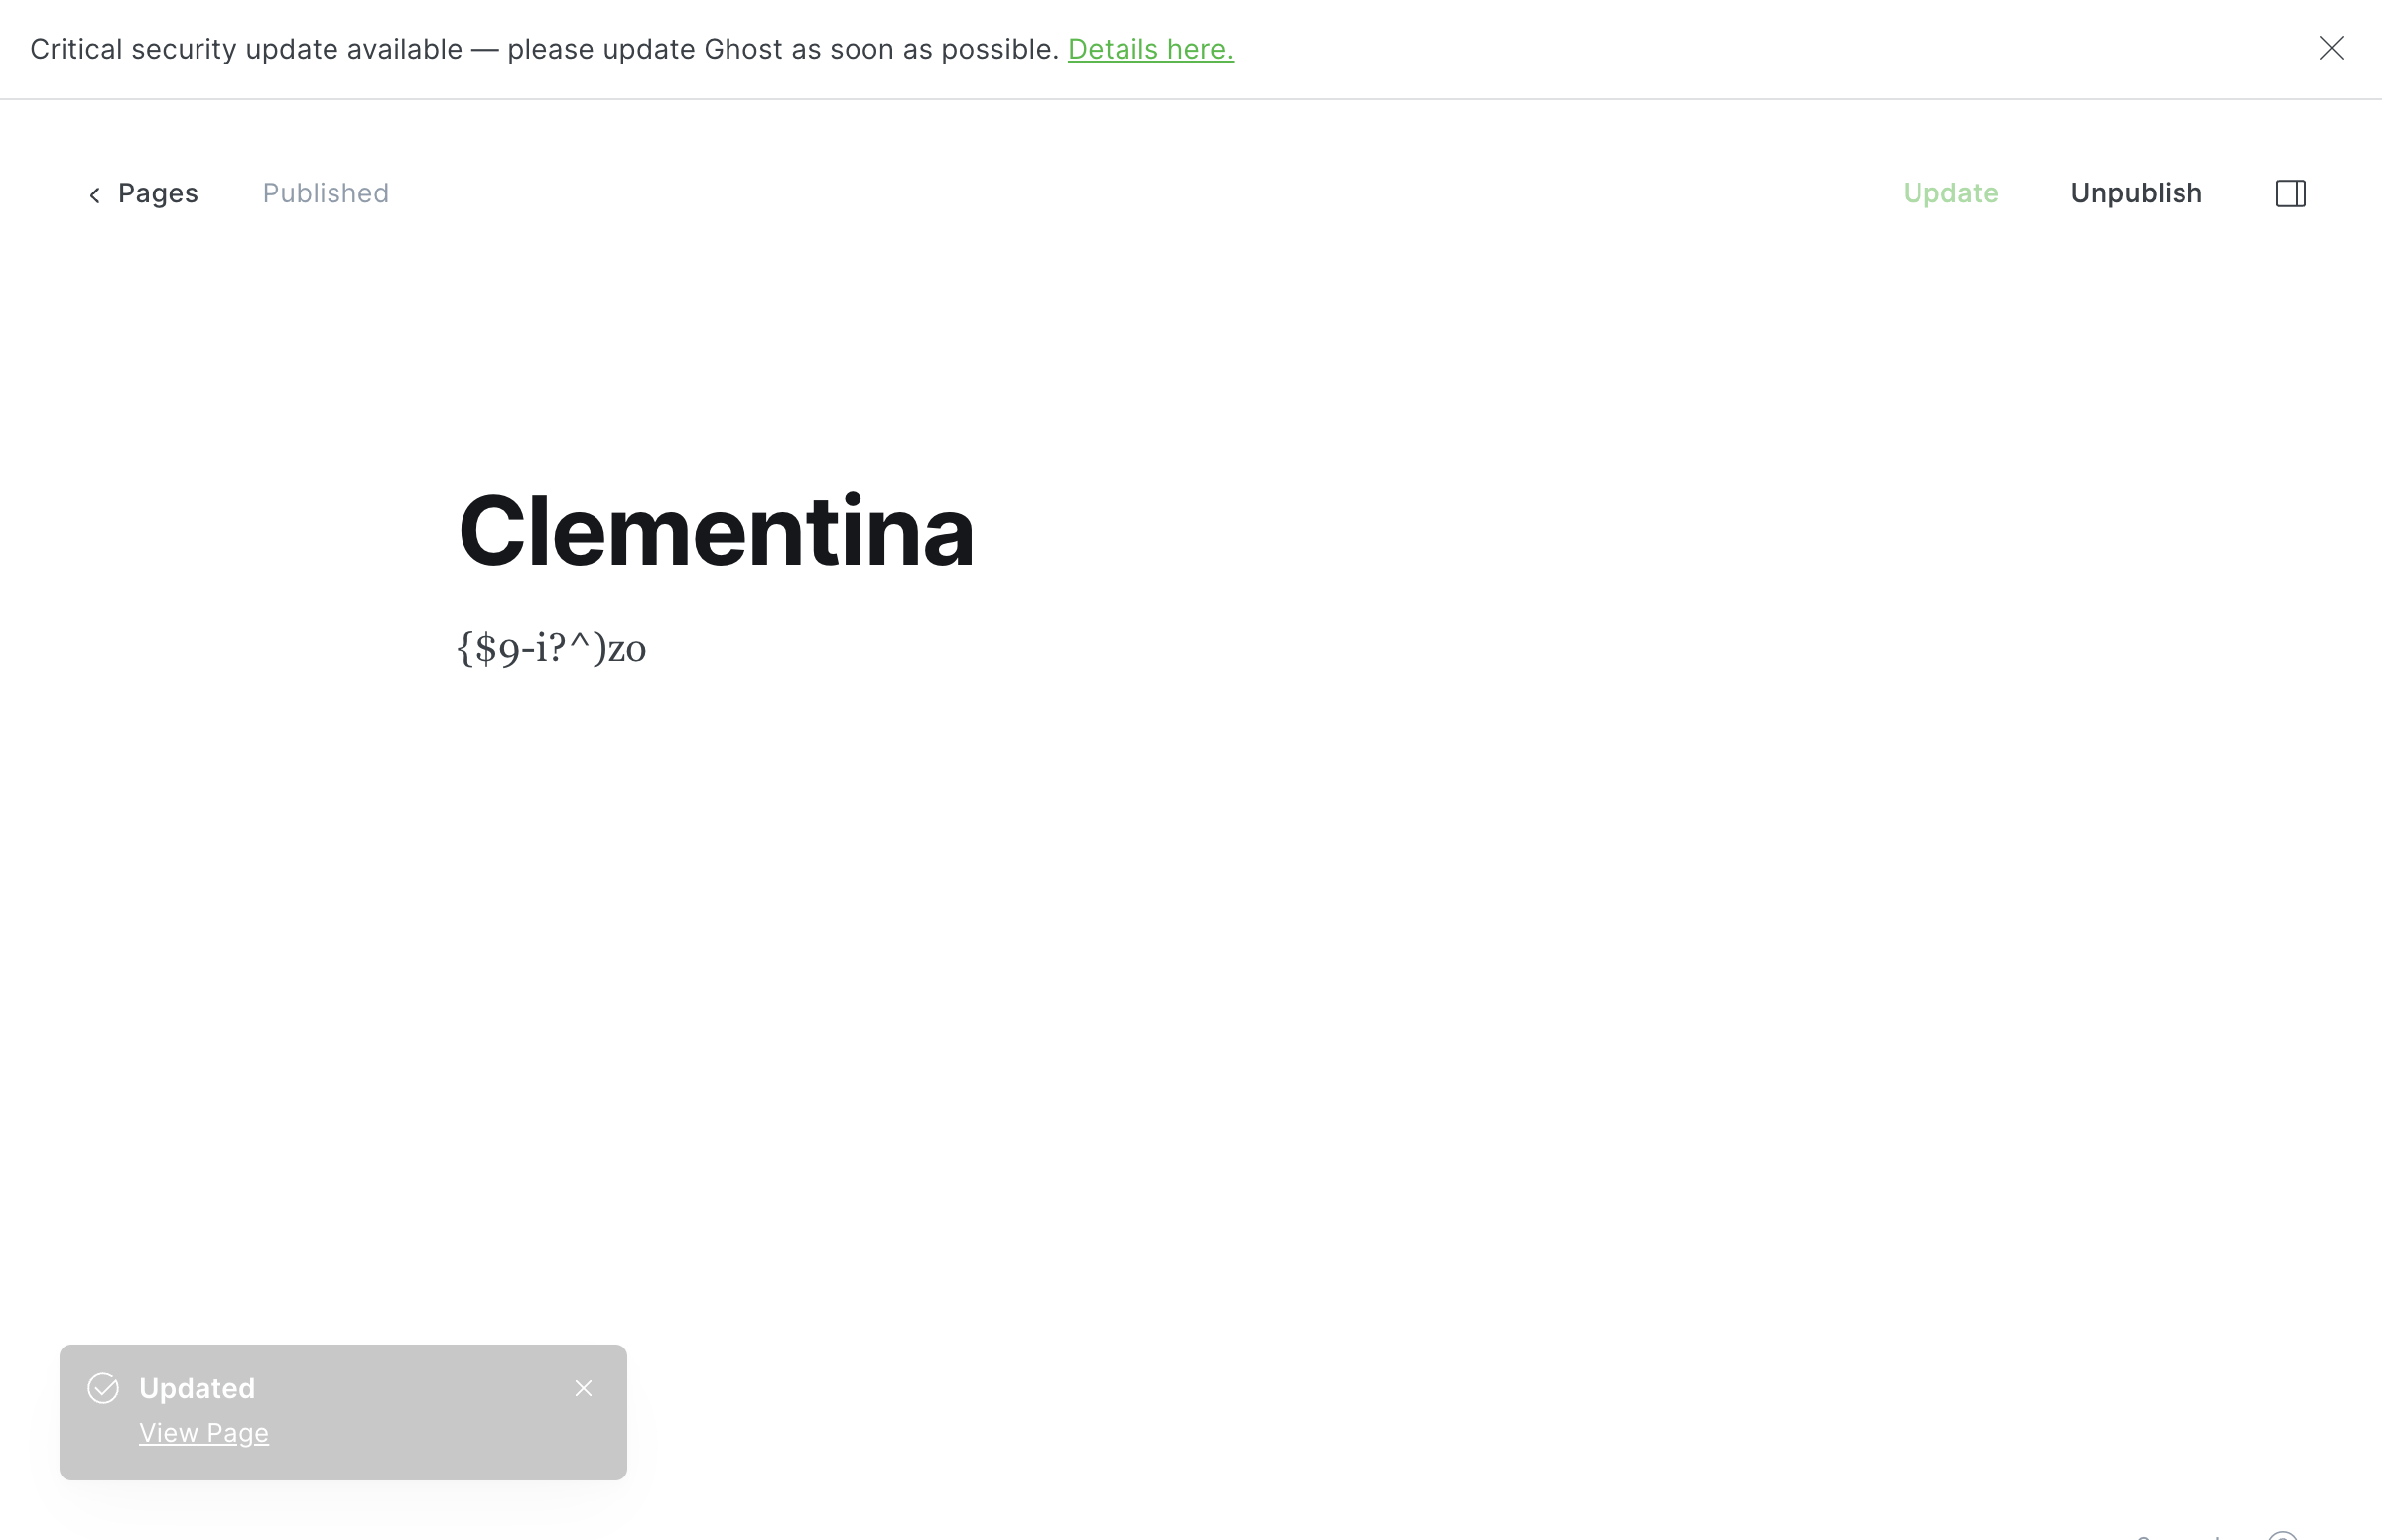 Critical security update available — please update Ghost as soon as possible. Details here.
Pages Published Update Unpublish
Clementina
{$9-i?^)zo
Updated
View Page